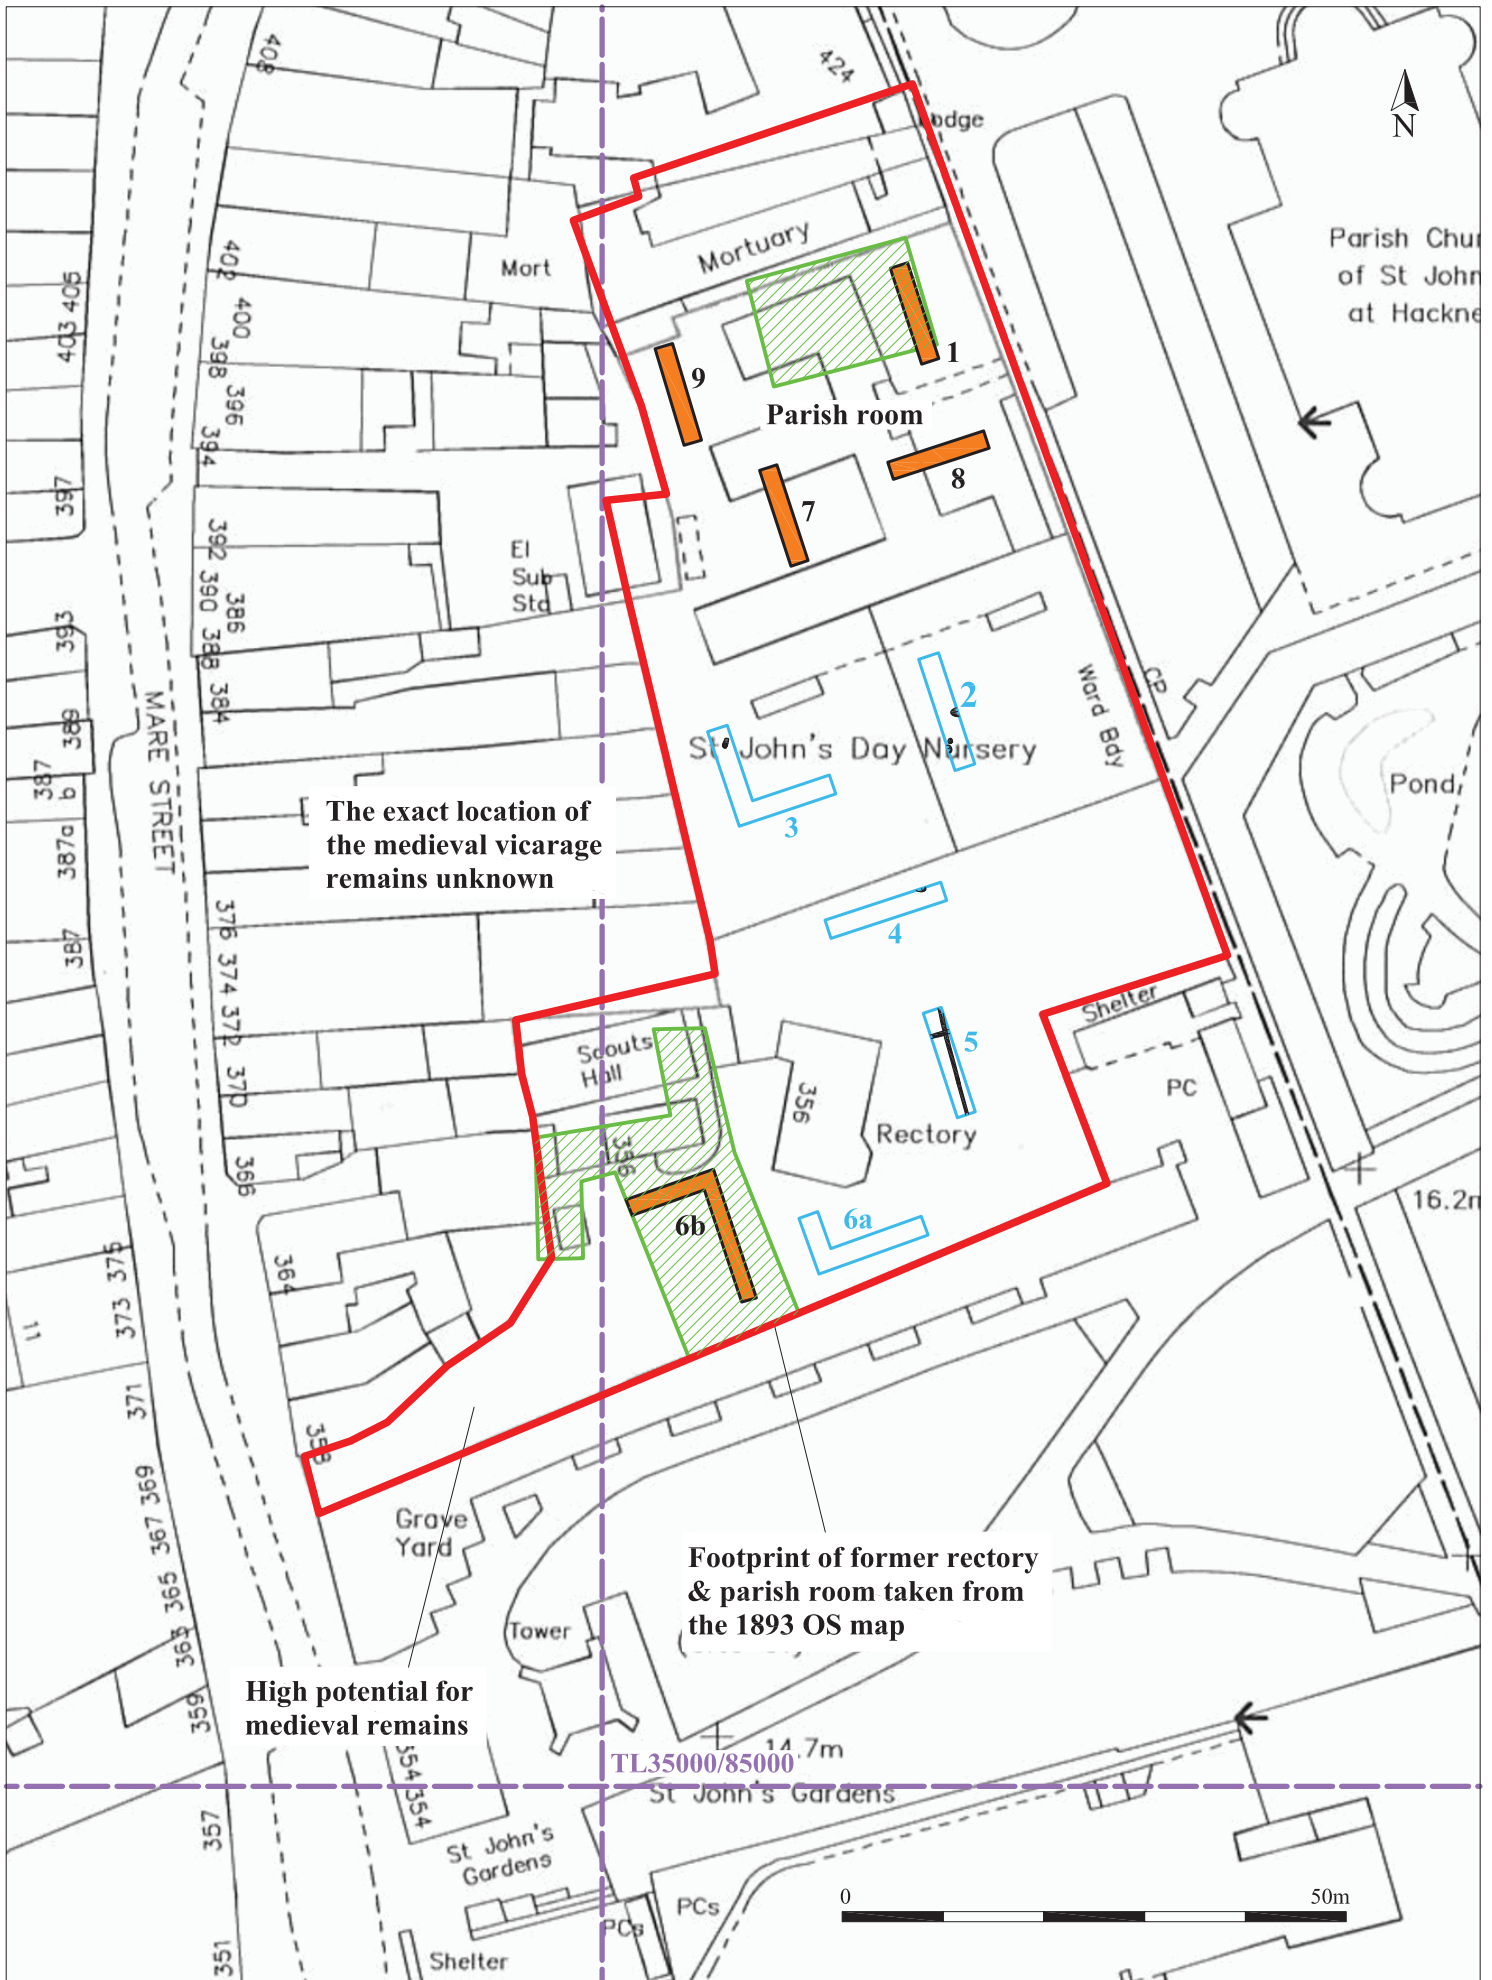 408
424
Lodge
N
Parish Chur
of St John
at Hackne
Mortuary
Mort
402
400
398
396
394
405
403
397
1
9
Parish room
8
7
392
390
388
386
384
El
Sub
Sta
393
389
387
b
387a
387
MARE STREET
2
St John's Day Nursery
3
Ward Bdy
CP
Pond
The exact location of
the medieval vicarage
remains unknown
4
376
374
372
370
366
364
358
Scouts
Hall
356
356
Rectory
5
Shelter
PC
16.2m
6b
6a
375
373
371
369
367
365
363
359
357
351
11
Grave
Yard
Footprint of former rectory
& parish room taken from
the 1893 OS map
Tower
High potential for
medieval remains
354
354
14.7m
TL35000/85000
St John's Gardens
St John's
Gardens
PCs
PCs
Shelter
0 50m